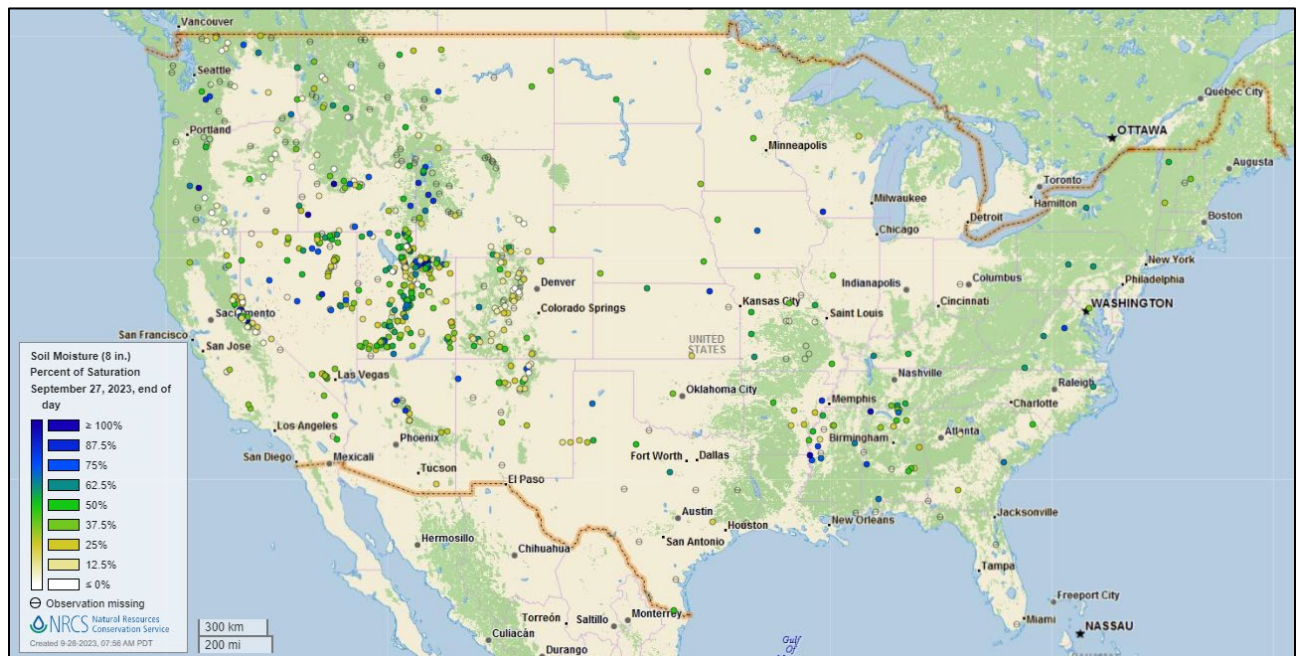 Vancouver
Seattle
Portland
Sacramento
San Francisco
San Jose
Las Vegas
Los Angeles
San Diego
Mexicali
Phoenix
Tucson
El Paso
Hermosillo
Chihuahua
Culiacán
Durango
Torreón
Saltillo
Monterrey
Denver
Colorado Springs
UNITED
STATES
Oklahoma City
Fort Worth
Dallas
Austin
San Antonio
Houston
New Orleans
Minneapolis
Milwaukee
Chicago
Kansas City
Saint Louis
Indianapolis
Columbus
Cincinnati
Nashville
Memphis
Birmingham
Atlanta
Charlotte
Raleigh
Jacksonville
Tampa
Miami
Freeport City
NASSAU
Detroit
Toronto
Hamilton
OTTAWA
Québec City
Augusta
Boston
New York
Philadelphia
WASHINGTON
Gulf
Of
Soil Moisture (8 in.)
Percent of Saturation
September 27, 2023, end of
day
≥ 100%
87.5%
75%
62.5%
50%
37.5%
25%
12.5%
≤ 0%
Observation missing
NRCS Natural Resources
Conservation Service
Created 9-28-2023, 07:56 AM PDT
300 km
200 mi